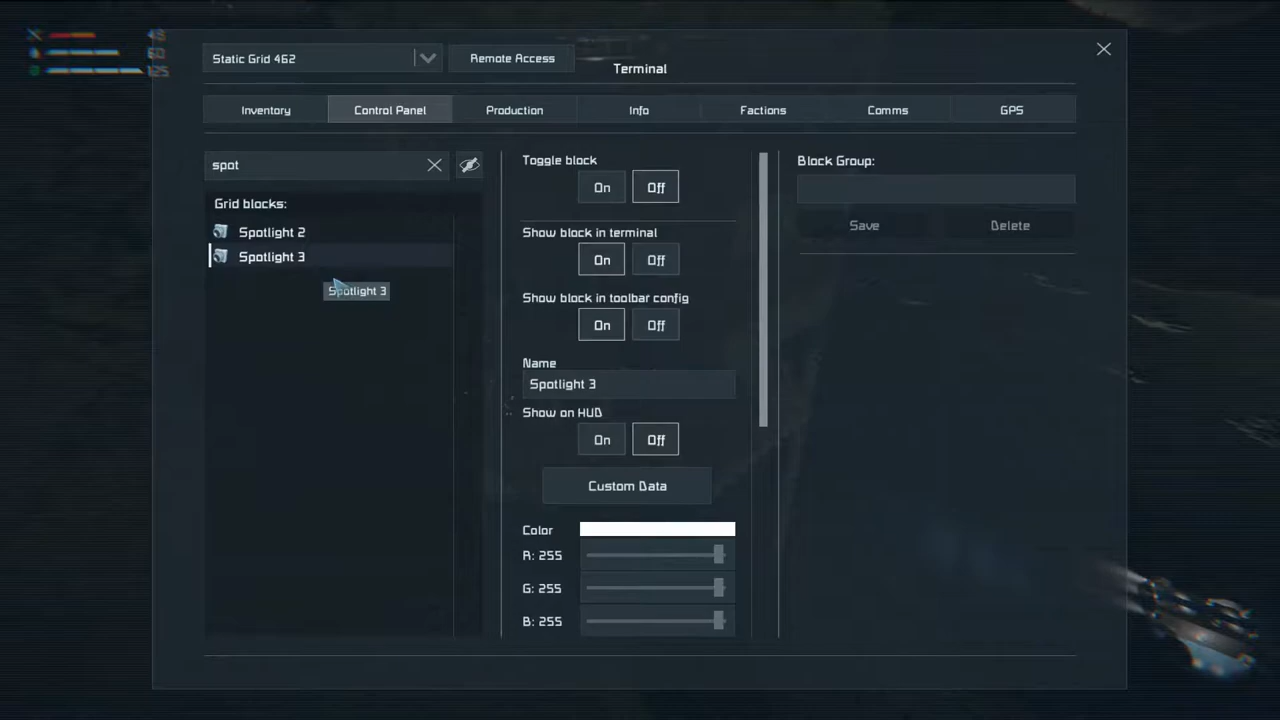 48
60
125
Static Grid 462
Remote Access
Terminal
Inventory
Control Panel
Production
Info
Factions
Comms
GPS
spot
Grid blocks:
Spotlight 2
Spotlight 3
Spotlight 3
Toggle block
On Off
Show block in terminal
On Off
Show block in toolbar config
On Off
Name
Spotlight 3
Show on HUD
On Off
Custom Data
Color
R: 255
G: 255
B: 255
Block Group:
Save Delete